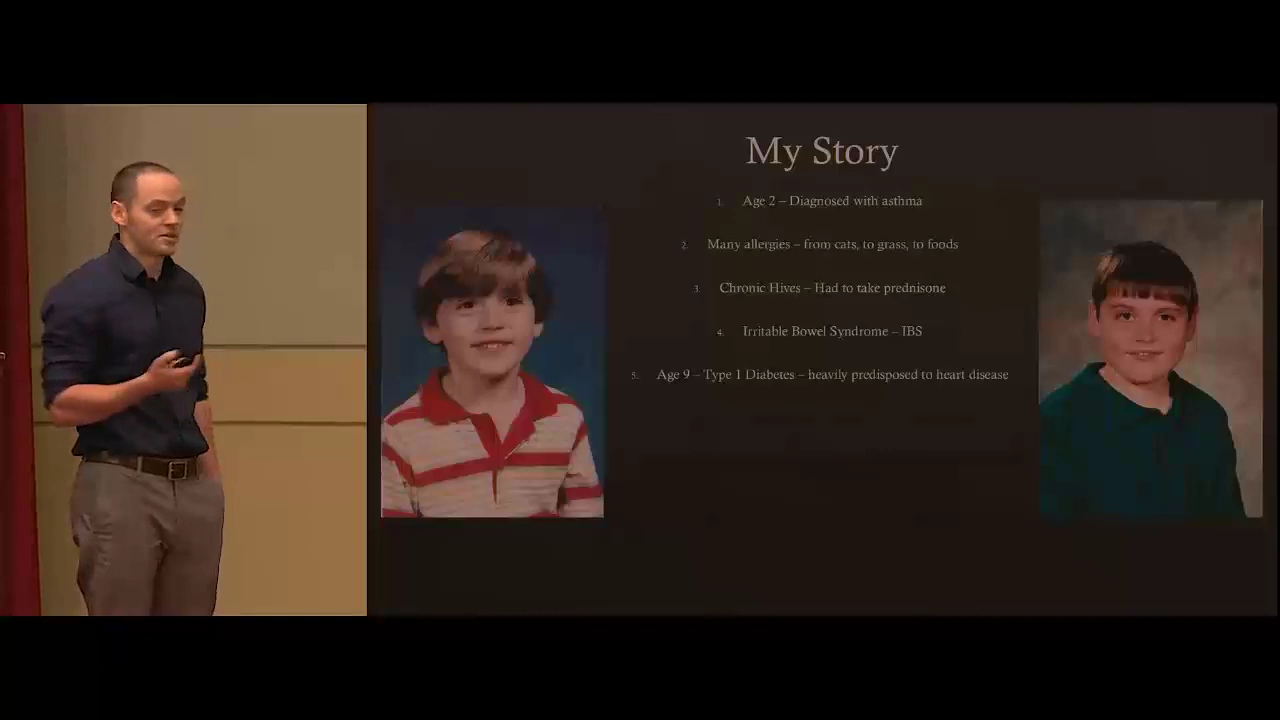 My Story
1. Age 2 – Diagnosed with asthma
2. Many allergies – from cats, to grass, to foods
3. Chronic Hives – Had to take prednisone
4. Irritable Bowel Syndrome – IBS
5. Age 9 – Type 1 Diabetes – heavily predisposed to heart disease